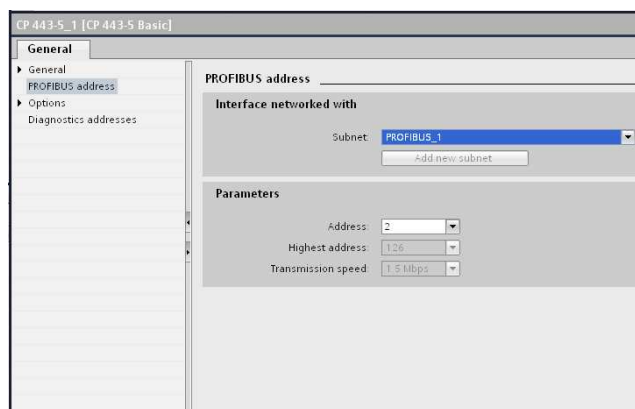 CP 443-5_1 [CP 443-5 Basic]
General
General
PROFIBUS address
Options
Diagnostics addresses
PROFIBUS address
Interface networked with
Subnet: PROFIBUS_1
Add new subnet
Parameters
Address: 2
Highest address: 126
Transmission speed: 1.5 Mbps